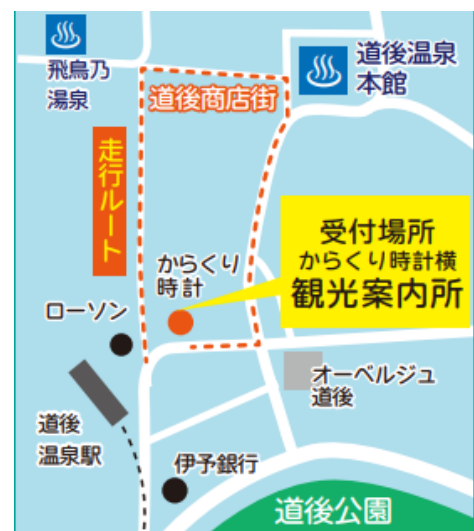 飛鳥乃
湯泉
道後温泉
本館
道後商店街
走行ルート
受付場所
からくり時計横
観光案内所
からくり
時計
ローソン
オーベルジュ
道後
道後
温泉駅
伊予銀行
道後公園